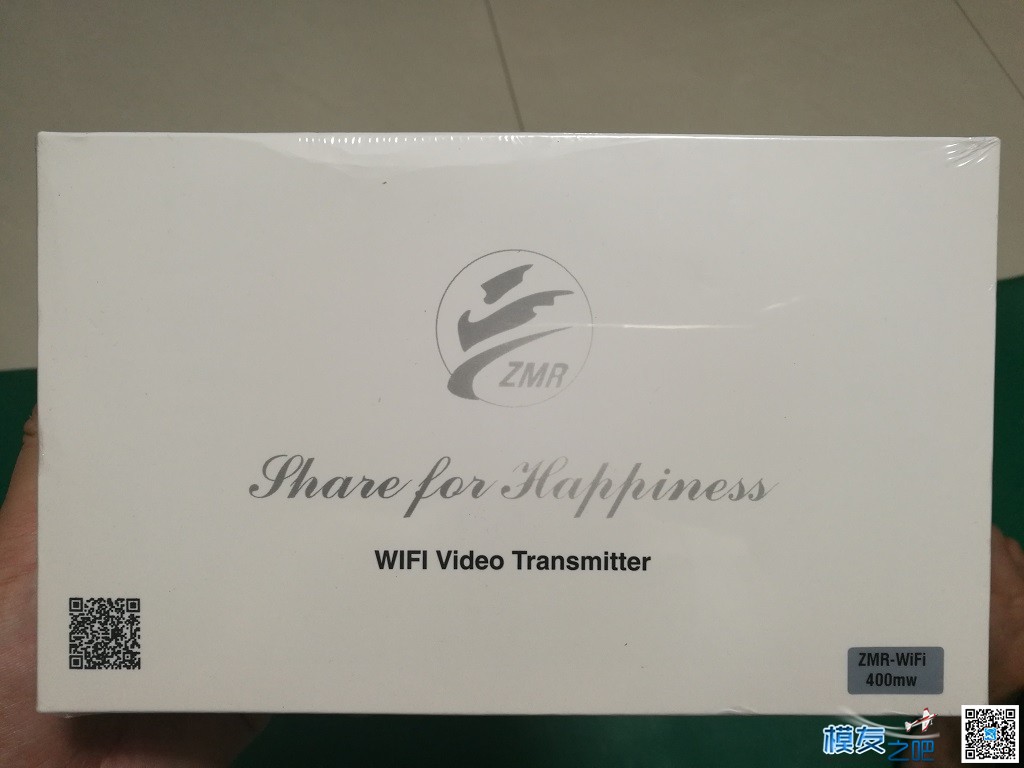 ZMR
Share for Happiness
WIFI Video Transmitter
ZMR-WiFi
400mw
模友之吧